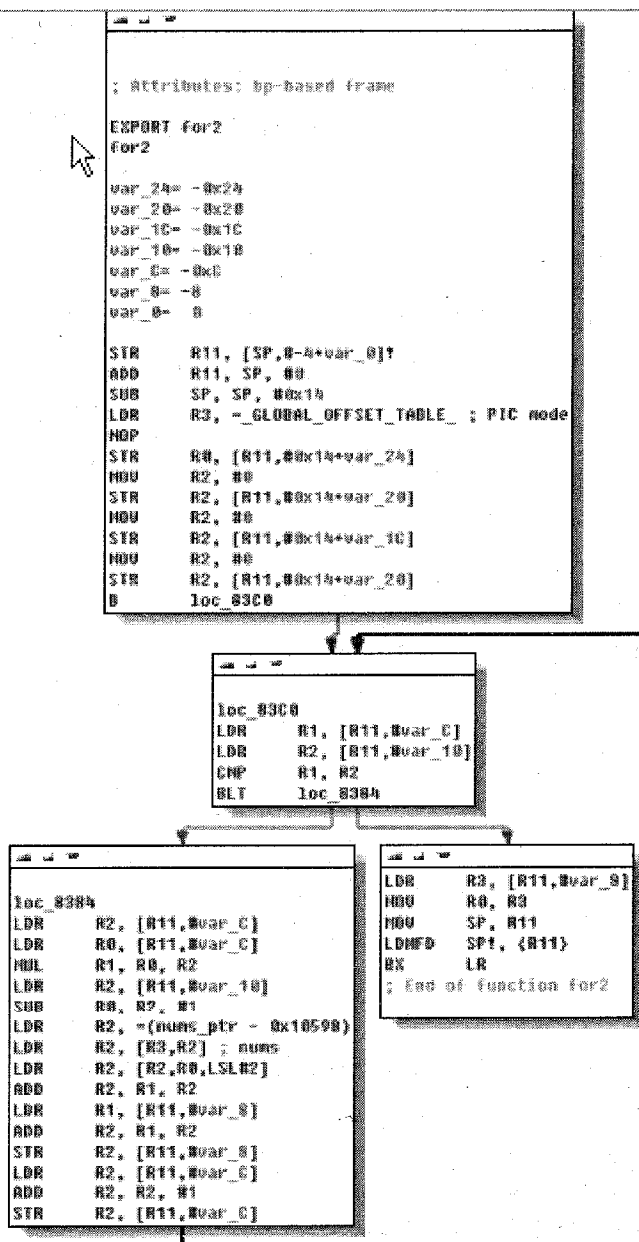 ; Attributes: bp-based frame
EXPORT for2
for2
var_24= -0x24
var_20= -0x20
var_1C= -0x1C
var_10= -0x10
var_C= -0xC
var_8= -8
var_0= 0
STR R11, [SP,#-4+var_0]!
ADD R11, SP, #0
SUB SP, SP, #0x14
LDR R3, =_GLOBAL_OFFSET_TABLE_ ; PIC mode
NOP
STR R0, [R11,#0x14+var_24]
MOV R2, #0
STR R2, [R11,#0x14+var_20]
MOV R2, #0
STR R2, [R11,#0x14+var_1C]
MOV R2, #0
STR R2, [R11,#0x14+var_20]
B loc_83C0
loc_83C0
LDR R1, [R11,#var_C]
LDR R2, [R11,#var_10]
CMP R1, R2
BLT loc_8384
loc_8384
LDR R2, [R11,#var_C]
LDR R0, [R11,#var_C]
MUL R1, R0, R2
LDR R2, [R11,#var_10]
SUB R0, R2, #1
LDR R2, =(nums_ptr - 0x10590)
LDR R2, [R3,R2] ; nums
LDR R2, [R2,R0,LSL#2]
ADD R2, R1, R2
LDR R1, [R11,#var_8]
ADD R2, R1, R2
STR R2, [R11,#var_8]
LDR R2, [R11,#var_C]
ADD R2, R2, #1
STR R2, [R11,#var_C]
LDR R3, [R11,#var_8]
MOV R0, R3
MOV SP, R11
LDMFD SP!, {R11}
BX LR
; End of function for2